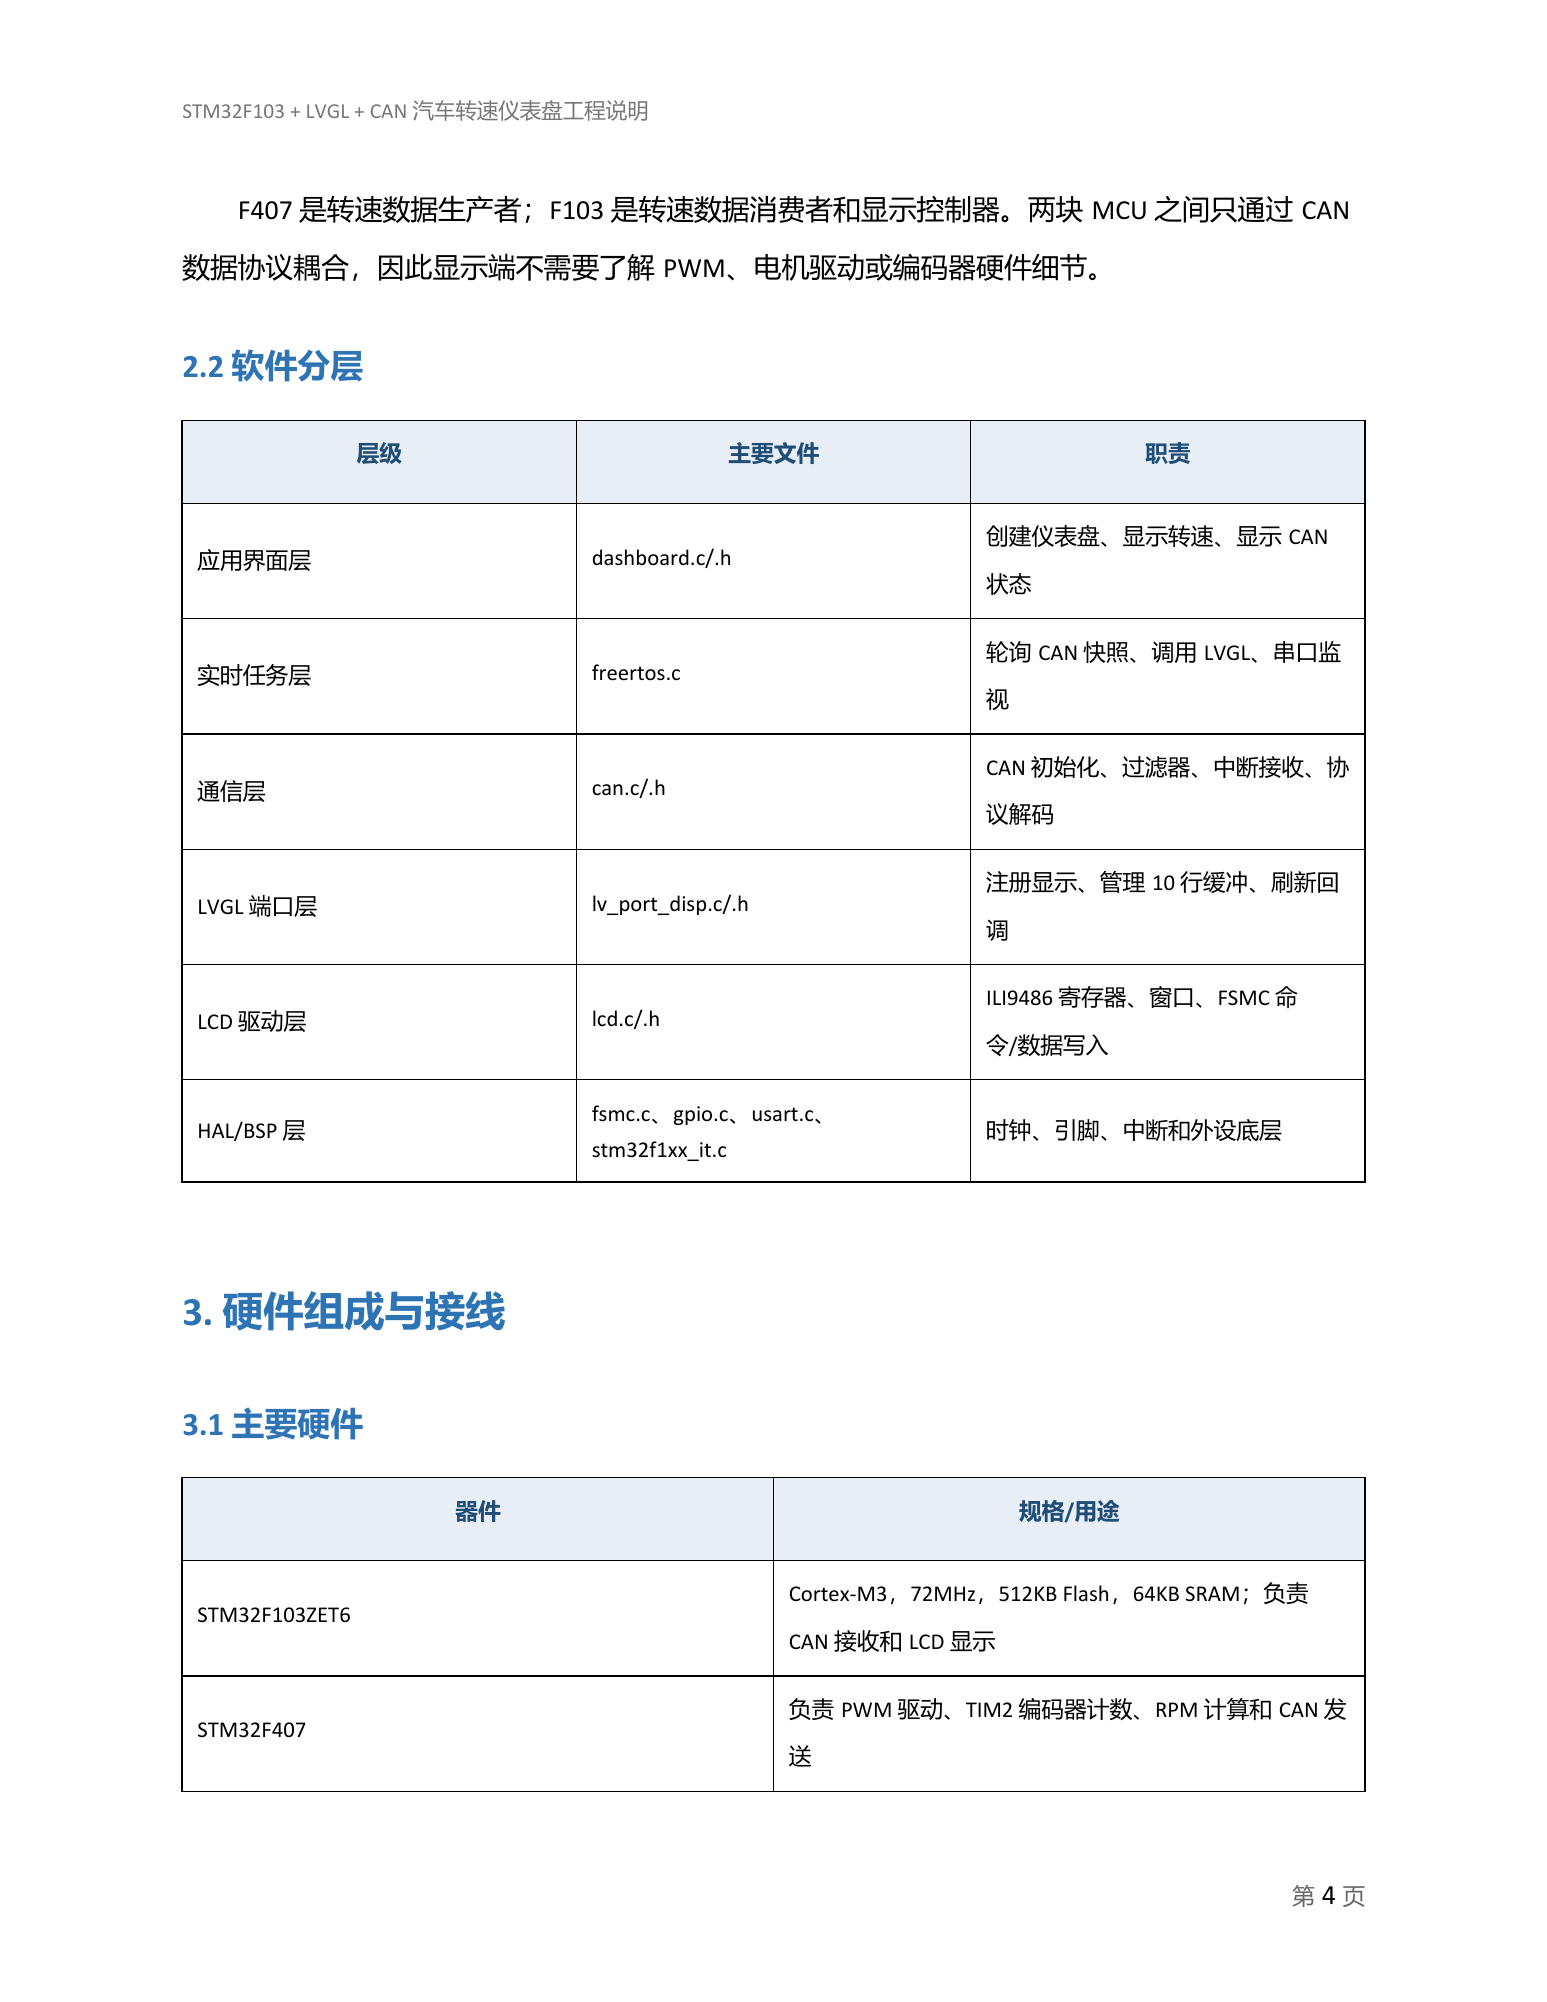 STM32F103 + LVGL + CAN 汽车转速仪表盘工程说明
F407 是转速数据生产者；F103 是转速数据消费者和显示控制器。两块 MCU 之间只通过 CAN
数据协议耦合，因此显示端不需要了解 PWM、电机驱动或编码器硬件细节。
2.2 软件分层
层级 主要文件 职责
应用界面层 dashboard.c/.h 创建仪表盘、显示转速、显示 CAN
状态
实时任务层 freertos.c 轮询 CAN 快照、调用 LVGL、串口监
视
通信层 can.c/.h CAN 初始化、过滤器、中断接收、协
议解码
LVGL 端口层 lv_port_disp.c/.h 注册显示、管理 10 行缓冲、刷新回
调
LCD 驱动层 lcd.c/.h ILI9486 寄存器、窗口、FSMC 命
令/数据写入
HAL/BSP 层 fsmc.c、gpio.c、usart.c、
stm32f1xx_it.c 时钟、引脚、中断和外设底层
3. 硬件组成与接线
3.1 主要硬件
器件 规格/用途
STM32F103ZET6 Cortex-M3，72MHz，512KB Flash，64KB SRAM；负责
CAN 接收和 LCD 显示
STM32F407 负责 PWM 驱动、TIM2 编码器计数、RPM 计算和 CAN 发
送
第 4 页